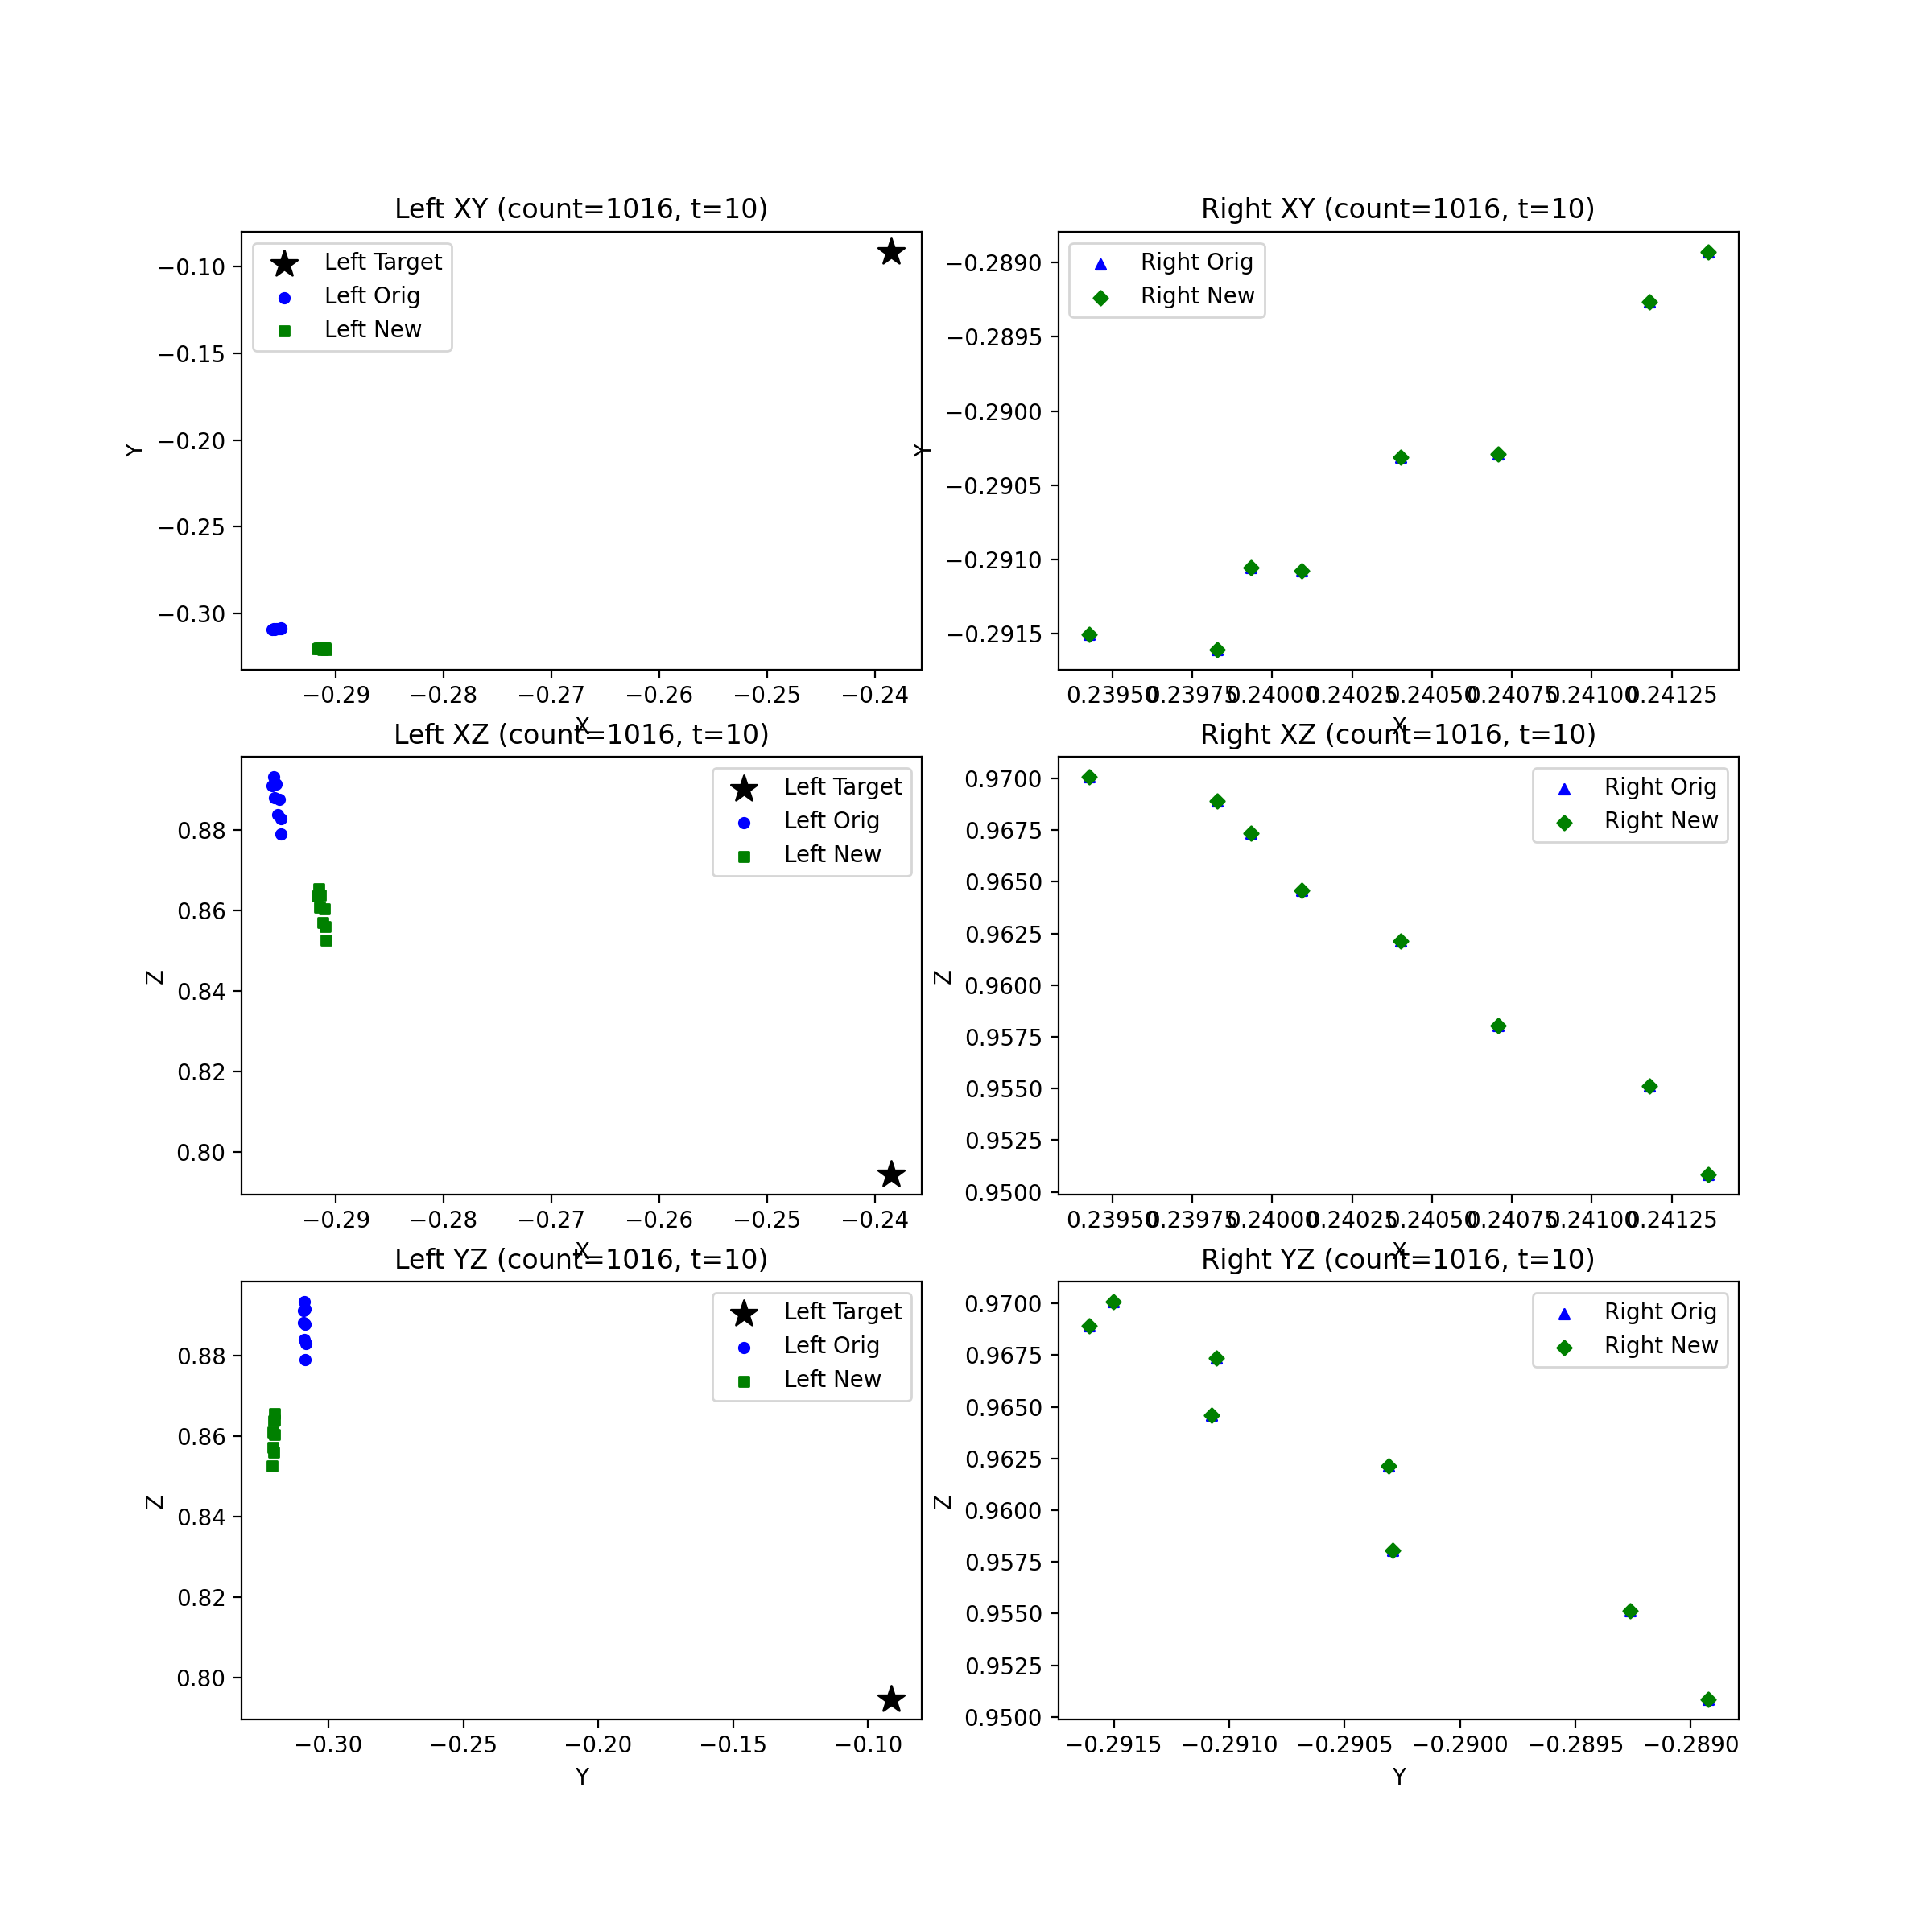 Left XY (count=1016, t=10)
Left Target
Left Orig
Left New
−0.10
−0.15
−0.20
−0.25
−0.30
Y
−0.29 −0.28 −0.27 −0.26 −0.25 −0.24
X
Right XY (count=1016, t=10)
Right Orig
Right New
−0.2890
−0.2895
−0.2900
−0.2905
−0.2910
−0.2915
Y
0.23950 0.23975 0.24000 0.24025 0.24050 0.24075 0.24100 0.24125
X
Left XZ (count=1016, t=10)
Left Target
Left Orig
Left New
0.88
0.86
0.84
0.82
0.80
Z
−0.29 −0.28 −0.27 −0.26 −0.25 −0.24
X
Right XZ (count=1016, t=10)
Right Orig
Right New
0.9700
0.9675
0.9650
0.9625
0.9600
0.9575
0.9550
0.9525
0.9500
Z
0.23950 0.23975 0.24000 0.24025 0.24050 0.24075 0.24100 0.24125
X
Left YZ (count=1016, t=10)
Left Target
Left Orig
Left New
0.88
0.86
0.84
0.82
0.80
Z
−0.30 −0.25 −0.20 −0.15 −0.10
Y
Right YZ (count=1016, t=10)
Right Orig
Right New
0.9700
0.9675
0.9650
0.9625
0.9600
0.9575
0.9550
0.9525
0.9500
Z
−0.2915 −0.2910 −0.2905 −0.2900 −0.2895 −0.2890
Y